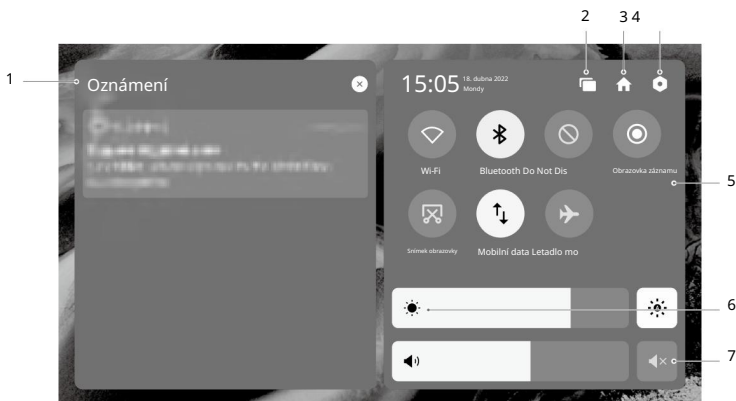 2
3 4
1
Oznámení
15:05
18. dubna 2022
Mondy
Wi-Fi
Bluetooth Do Not Dis
Obrazovka záznamu
5
Snímek obrazovky
Mobilní data Letadlo mo
6
7